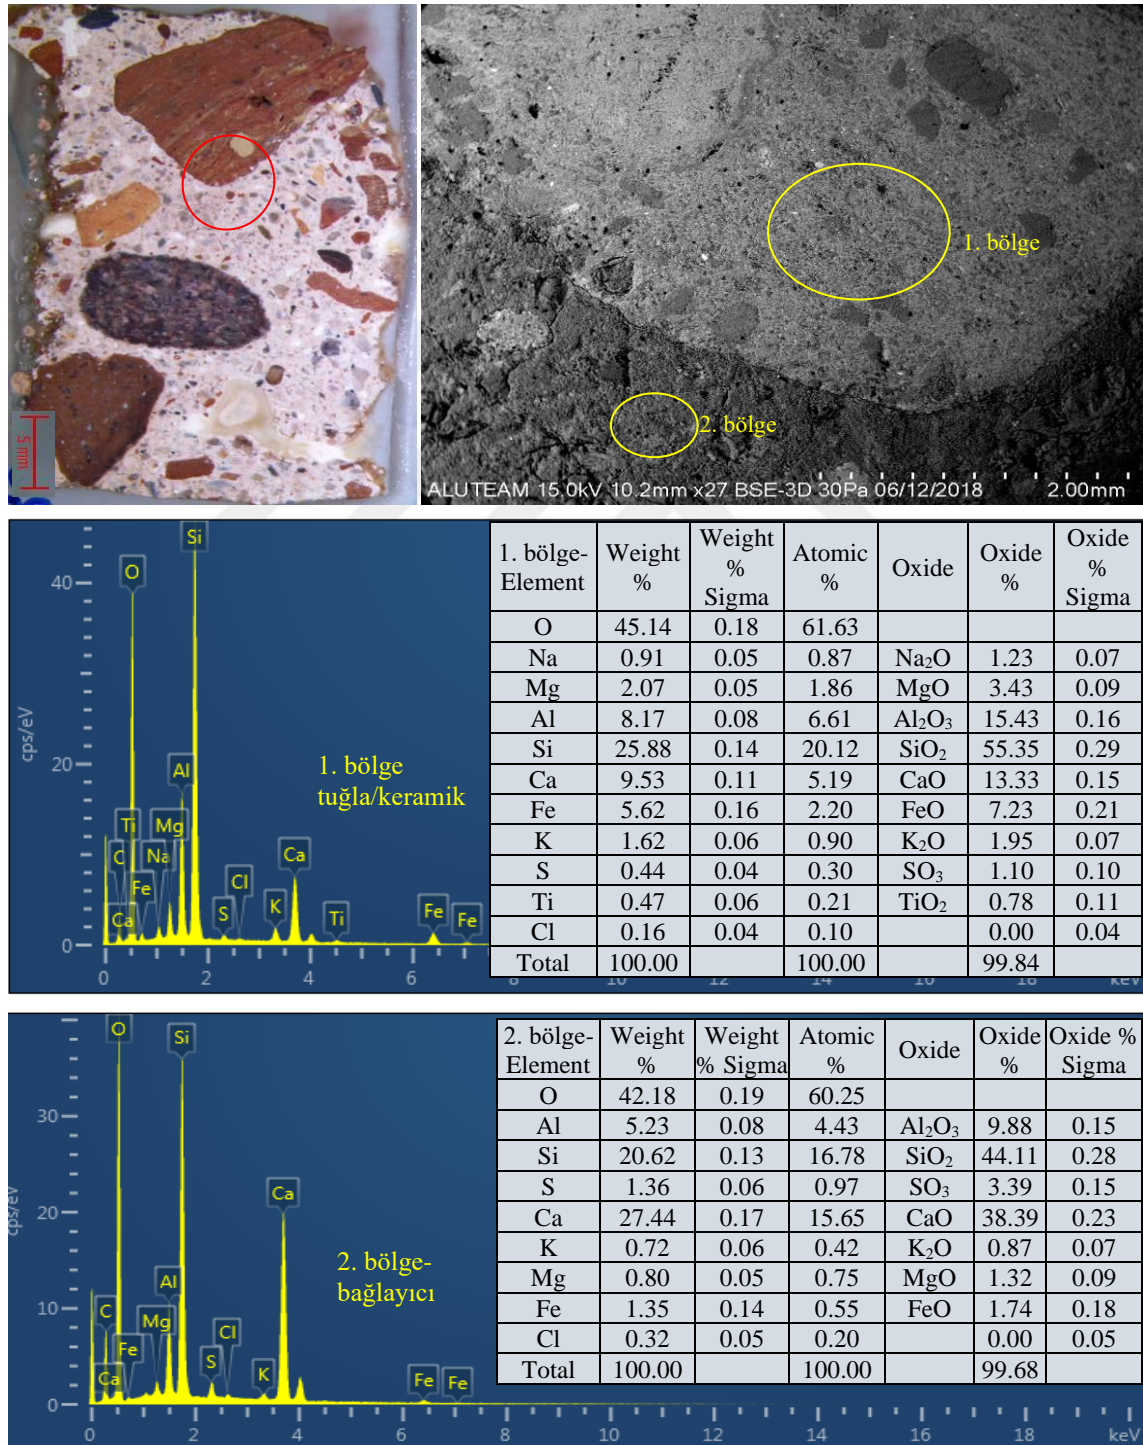 5 mm
1. bölge
2. bölge
ALUTEAM 15.0kV 10.2mm x27 BSE-3D 30Pa 06/12/2018 2.00mm
cps/eV
40
20
0
O
Si
Al
Ti
Mg
C
Na
Fe
Ca
S
Cl
K
Ca
Ti
Fe
Fe
1. bölge
tuğla/keramik
0 2 4 6 8 10 12 14 16 18 keV
1. bölge-Element Weight % Weight % Sigma Atomic % Oxide Oxide % Oxide % Sigma
O 45.14 0.18 61.63
Na 0.91 0.05 0.87 Na₂O 1.23 0.07
Mg 2.07 0.05 1.86 MgO 3.43 0.09
Al 8.17 0.08 6.61 Al₂O₃ 15.43 0.16
Si 25.88 0.14 20.12 SiO₂ 55.35 0.29
Ca 9.53 0.11 5.19 CaO 13.33 0.15
Fe 5.62 0.16 2.20 FeO 7.23 0.21
K 1.62 0.06 0.90 K₂O 1.95 0.07
S 0.44 0.04 0.30 SO₃ 1.10 0.10
Ti 0.47 0.06 0.21 TiO₂ 0.78 0.11
Cl 0.16 0.04 0.10 0.00 0.04
Total 100.00 100.00 99.84
cps/eV
30
20
10
0
O
Si
Ca
Al
C
Mg
Fe
Ca
S
Cl
K
Fe
Fe
2. bölge-
bağlayıcı
0 2 4 6 8 10 12 14 16 18 keV
2. bölge-Element Weight % Weight % Sigma Atomic % Oxide Oxide % Oxide % Sigma
O 42.18 0.19 60.25
Al 5.23 0.08 4.43 Al₂O₃ 9.88 0.15
Si 20.62 0.13 16.78 SiO₂ 44.11 0.28
S 1.36 0.06 0.97 SO₃ 3.39 0.15
Ca 27.44 0.17 15.65 CaO 38.39 0.23
K 0.72 0.06 0.42 K₂O 0.87 0.07
Mg 0.80 0.05 0.75 MgO 1.32 0.09
Fe 1.35 0.14 0.55 FeO 1.74 0.18
Cl 0.32 0.05 0.20 0.00 0.05
Total 100.00 100.00 99.68